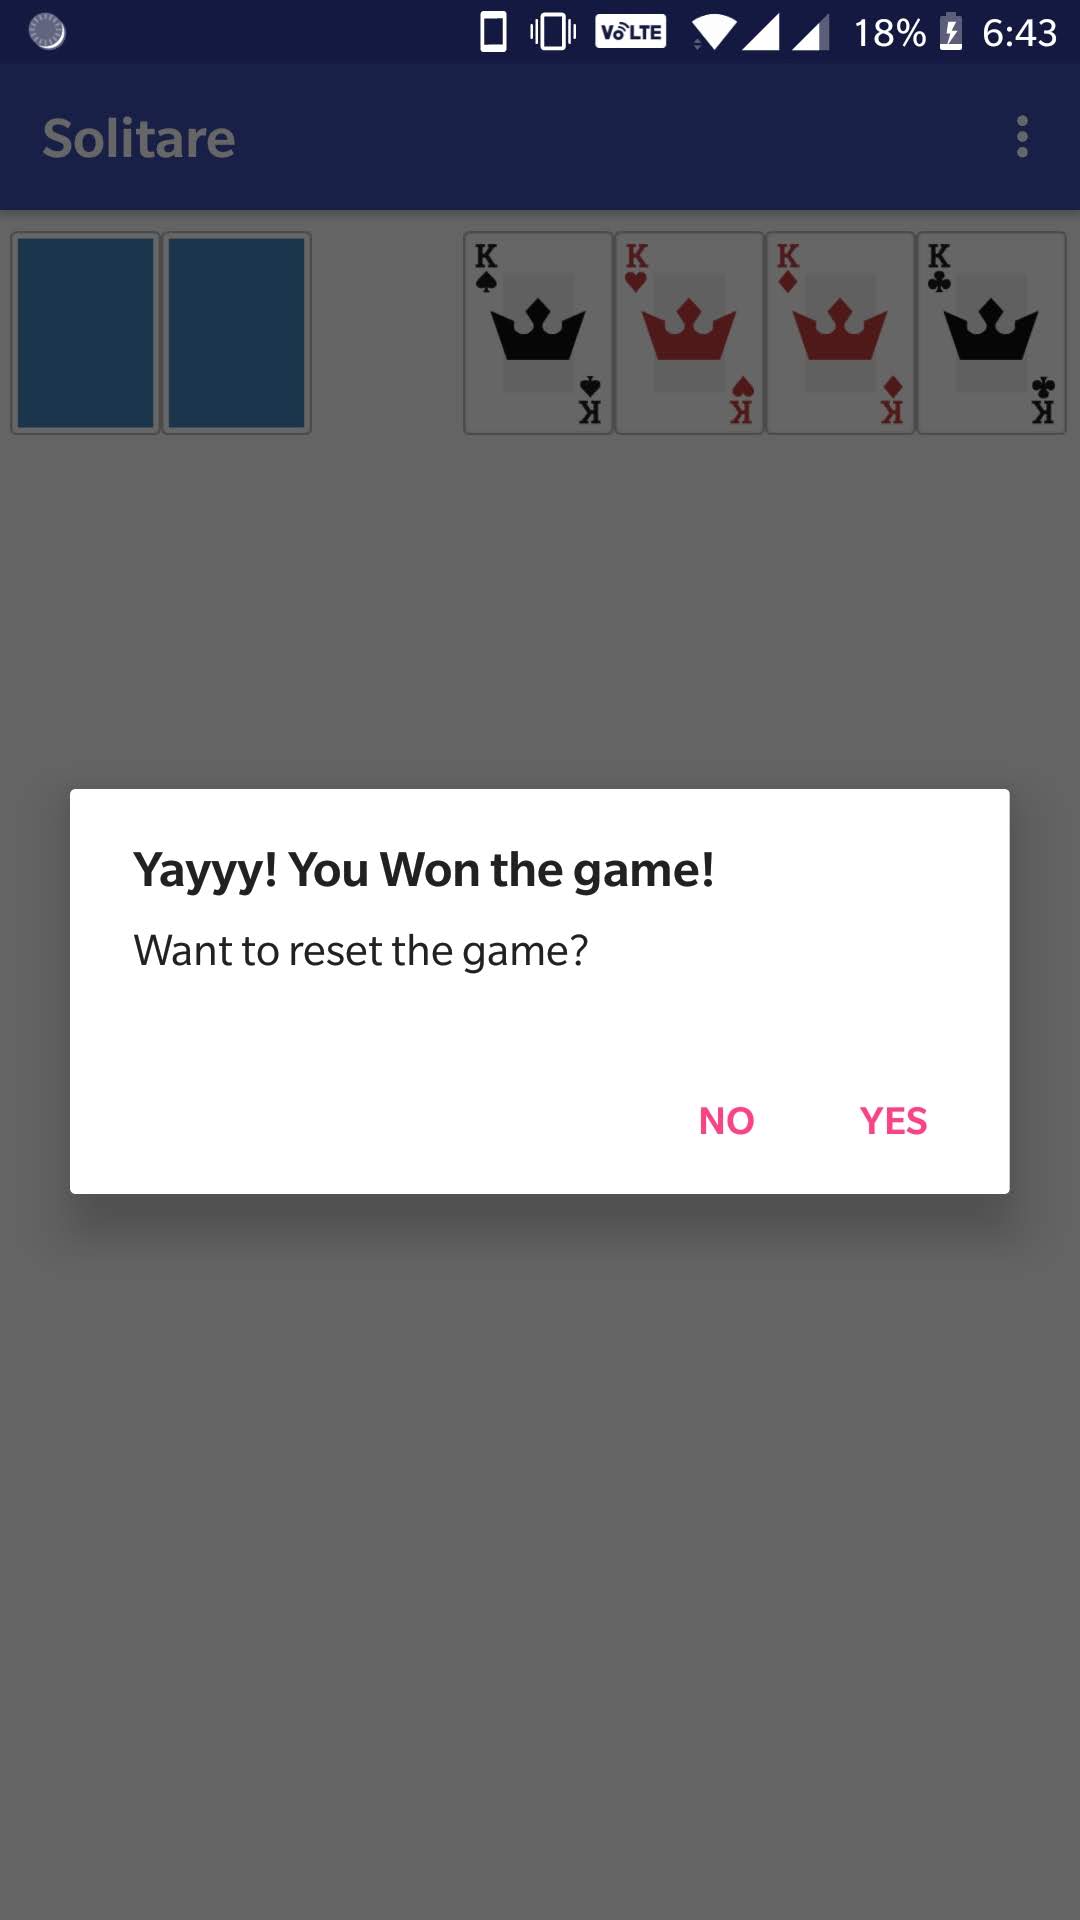 VoLTE 18% 6:43
Solitare
K K K K
K K K K
Yayyy! You Won the game!
Want to reset the game?
NO YES